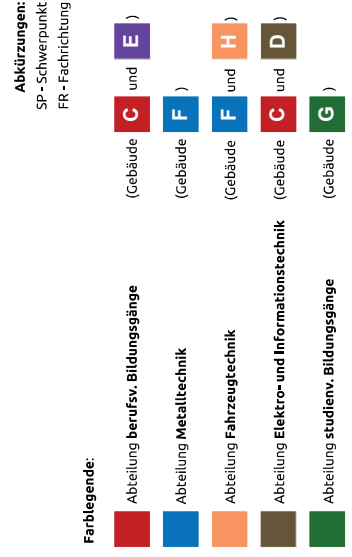 Abkürzungen:
SP - Schwerpunkt
FR - Fachrichtung
Farblegende:
Abteilung berufsv. Bildungsgänge (Gebäude C und E )
Abteilung Metalltechnik (Gebäude F )
Abteilung Fahrzeugtechnik (Gebäude F und H )
Abteilung Elektro- und Informationstechnik (Gebäude C und D )
Abteilung studienv. Bildungsgänge (Gebäude G )